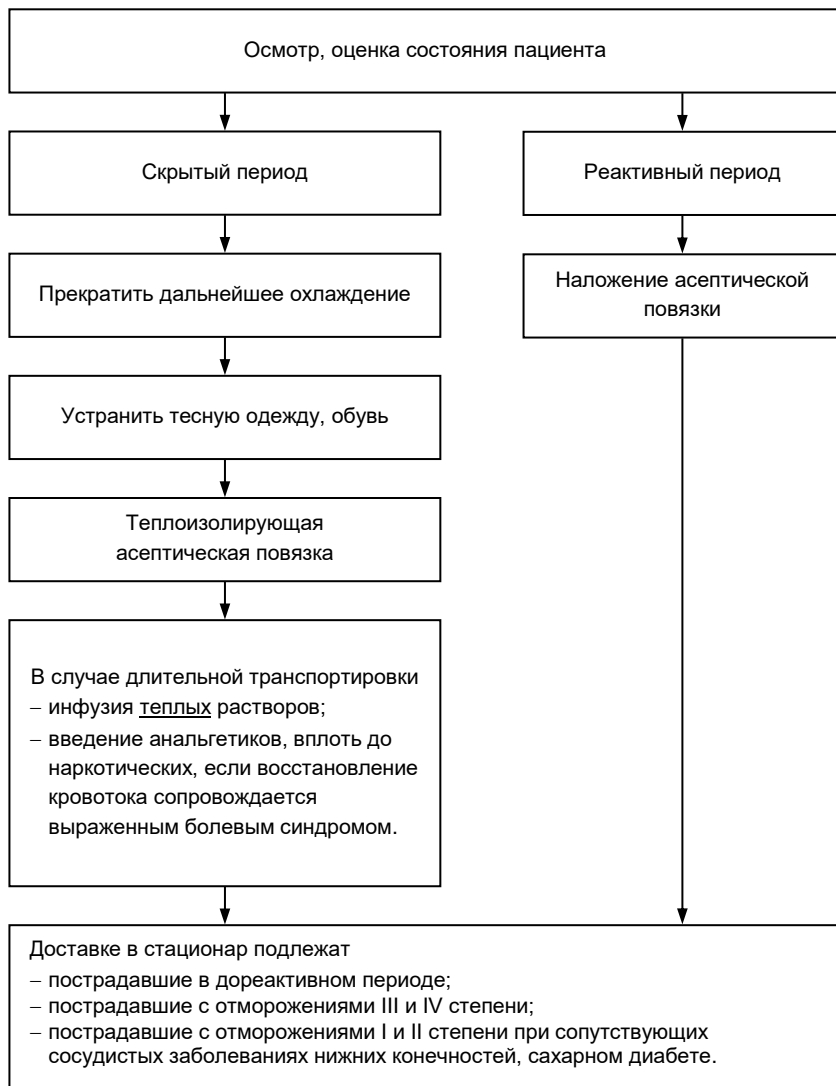 Осмотр, оценка состояния пациента
Скрытый период
Реактивный период
Прекратить дальнейшее охлаждение
Наложение асептической
повязки
Устранить тесную одежду, обувь
Теплоизолирующая
асептическая повязка
В случае длительной транспортировки
– инфузия теплых растворов;
– введение анальгетиков, вплоть до
наркотических, если восстановление
кровотока сопровождается
выраженным болевым синдромом.
Доставке в стационар подлежат
– пострадавшие в дореактивном периоде;
– пострадавшие с отморожениями III и IV степени;
– пострадавшие с отморожениями I и II степени при сопутствующих
сосудистых заболеваниях нижних конечностей, сахарном диабете.